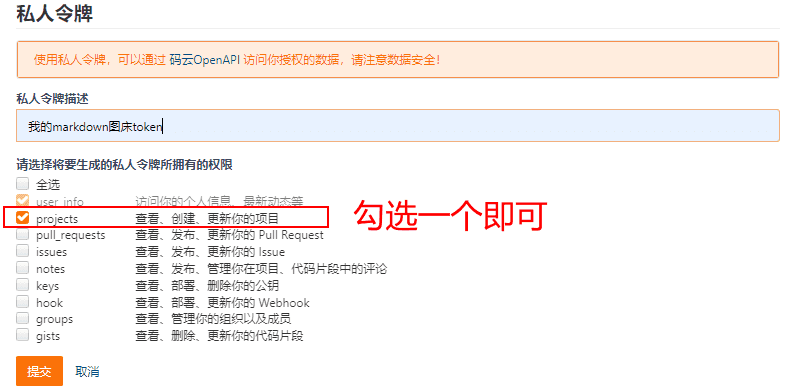 私人令牌
使用私人令牌，可以通过 码云OpenAPI 访问你授权的数据，请注意数据安全！
私人令牌描述
我的markdown图床token
请选择将要生成的私人令牌所拥有的权限
全选
user_info 访问你的个人信息、最新动态等
projects 查看、创建、更新你的项目 勾选一个即可
pull_requests 查看、发布、更新你的 Pull Request
issues 查看、发布、更新你的 Issue
notes 查看、发布、管理你在项目、代码片段中的评论
keys 查看、部署、删除你的公钥
hook 查看、部署、更新你的 Webhook
groups 查看、管理你的组织以及成员
gists 查看、删除、更新你的代码片段
提交 取消